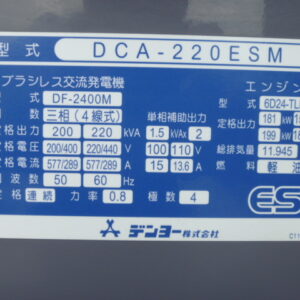 型式 DCA-220ESM
ブラシレス交流発電機 エンジン
型式 DF-2400M 型式 6D24-TL
相数 三相(4線式) 単相補助出力 定格出力 181 kW
定格出力 200 220 kVA 1.5 kVAx 2 199 kW
定格電圧 200/400 220/440 V 100 110 V 総排気量 11.945
定格電流 577/289 577/289 A 15 13.6 A 燃料 軽油
周波数 50 60 Hz
定格 連続 力率 0.8 極数 4
デンヨー株式会社